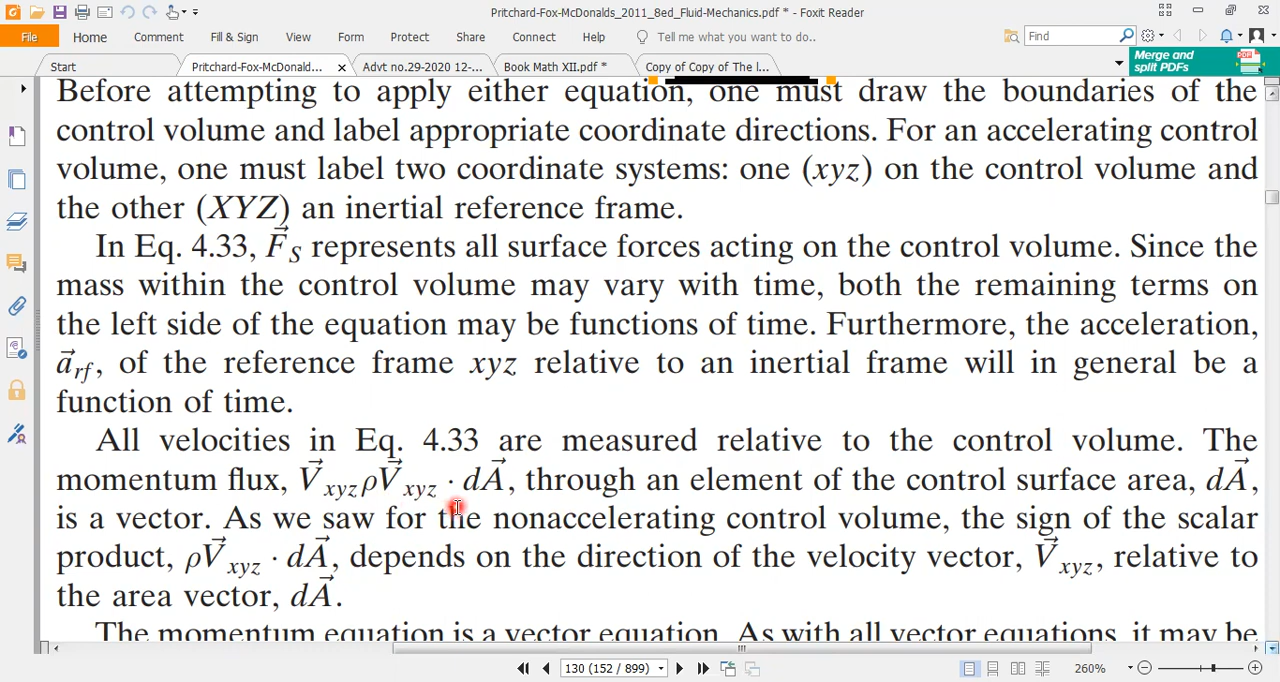 Pritchard-Fox-McDonalds_2011_8ed_Fluid-Mechanics.pdf * - Foxit Reader
File Home Comment Fill & Sign View Form Protect Share Connect Help Tell me what you want to do.. Find
Start Pritchard-Fox-McDonald... Advt no.29-2020 12-... Book Math XII.pdf * Copy of Copy of The l... Merge and split PDFs
Before attempting to apply either equation, one must draw the boundaries of the
control volume and label appropriate coordinate directions. For an accelerating control
volume, one must label two coordinate systems: one (xyz) on the control volume and
the other (XYZ) an inertial reference frame.
In Eq. 4.33, F⃗_S represents all surface forces acting on the control volume. Since the
mass within the control volume may vary with time, both the remaining terms on
the left side of the equation may be functions of time. Furthermore, the acceleration,
a⃗_rf, of the reference frame xyz relative to an inertial frame will in general be a
function of time.
All velocities in Eq. 4.33 are measured relative to the control volume. The
momentum flux, V⃗_xyz ρV⃗_xyz · dA⃗, through an element of the control surface area, dA⃗,
is a vector. As we saw for the nonaccelerating control volume, the sign of the scalar
product, ρV⃗_xyz · dA⃗, depends on the direction of the velocity vector, V⃗_xyz, relative to
the area vector, dA⃗.
The momentum equation is a vector equation. As with all vector equations, it may be
130 (152 / 899) 260%